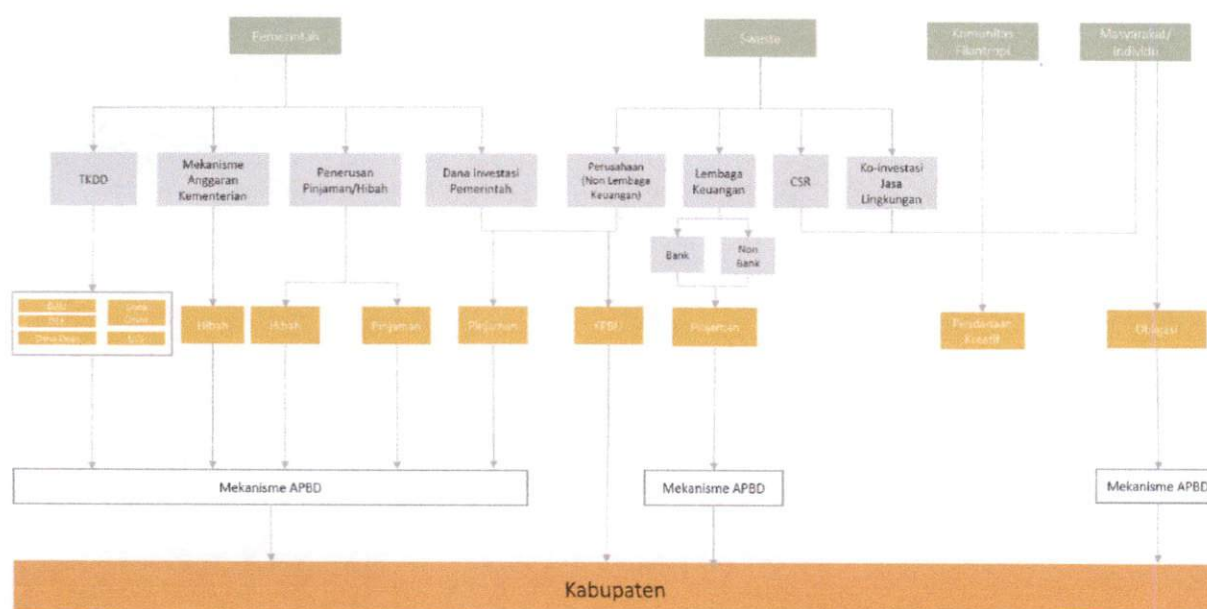 Pemerintah
Swasta
Komunitas
Filantropi
Masyarakat/
Individu
TKDD
Mekanisme
Anggaran
Kementerian
Penerusan
Pinjaman/Hibah
Dana Investasi
Pemerintah
Perusahaan
(Non Lembaga
Keuangan)
Lembaga
Keuangan
CSR
Ko-investasi
Jasa
Lingkungan
Bank
Non
Bank
Dana Desa
Hibah
Hibah
Pinjaman
Pinjaman
KPBU
Pinjaman
Pendanaan
Kreatif
Obligasi
Mekanisme APBD
Mekanisme APBD
Mekanisme APBD
Kabupaten